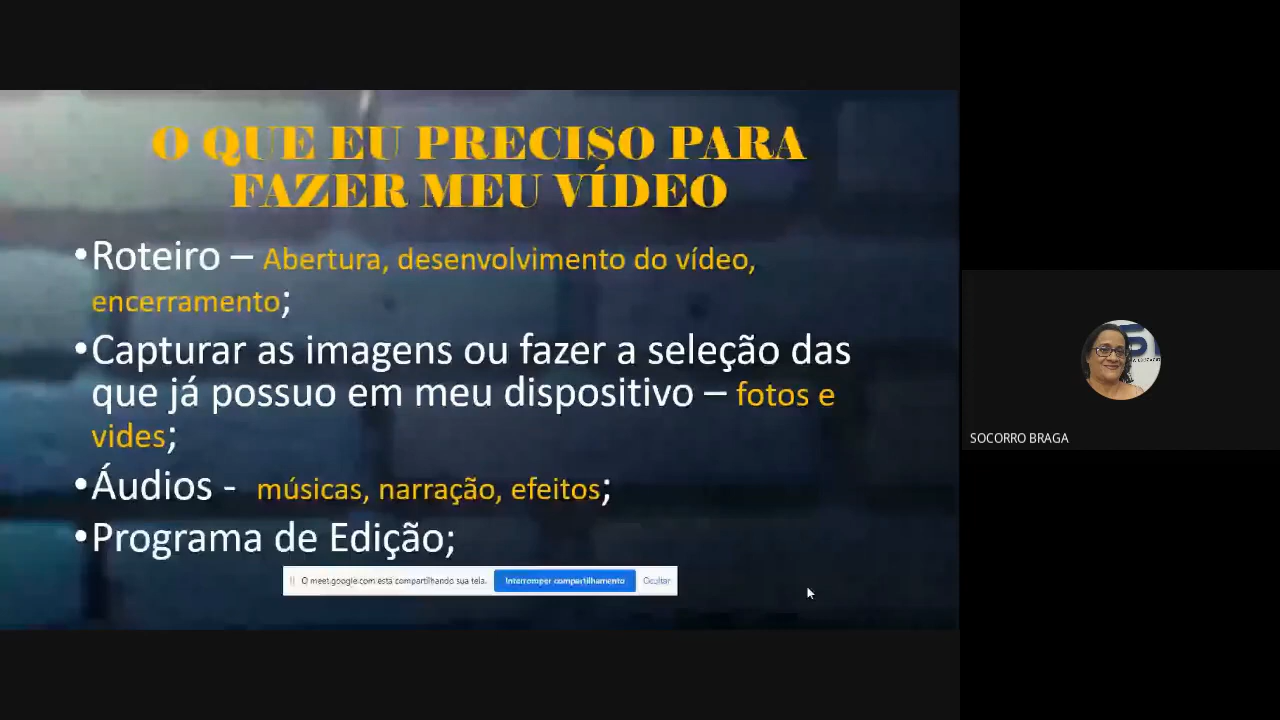 O QUE EU PRECISO PARA
FAZER MEU VÍDEO
•Roteiro – Abertura, desenvolvimento do vídeo,
encerramento;
•Capturar as imagens ou fazer a seleção das
que já possuo em meu dispositivo – fotos e
vides;
•Áudios - músicas, narração, efeitos;
•Programa de Edição;
O meet.google.com está compartilhando sua tela. Interromper compartilhamento Ocultar
SOCORRO BRAGA